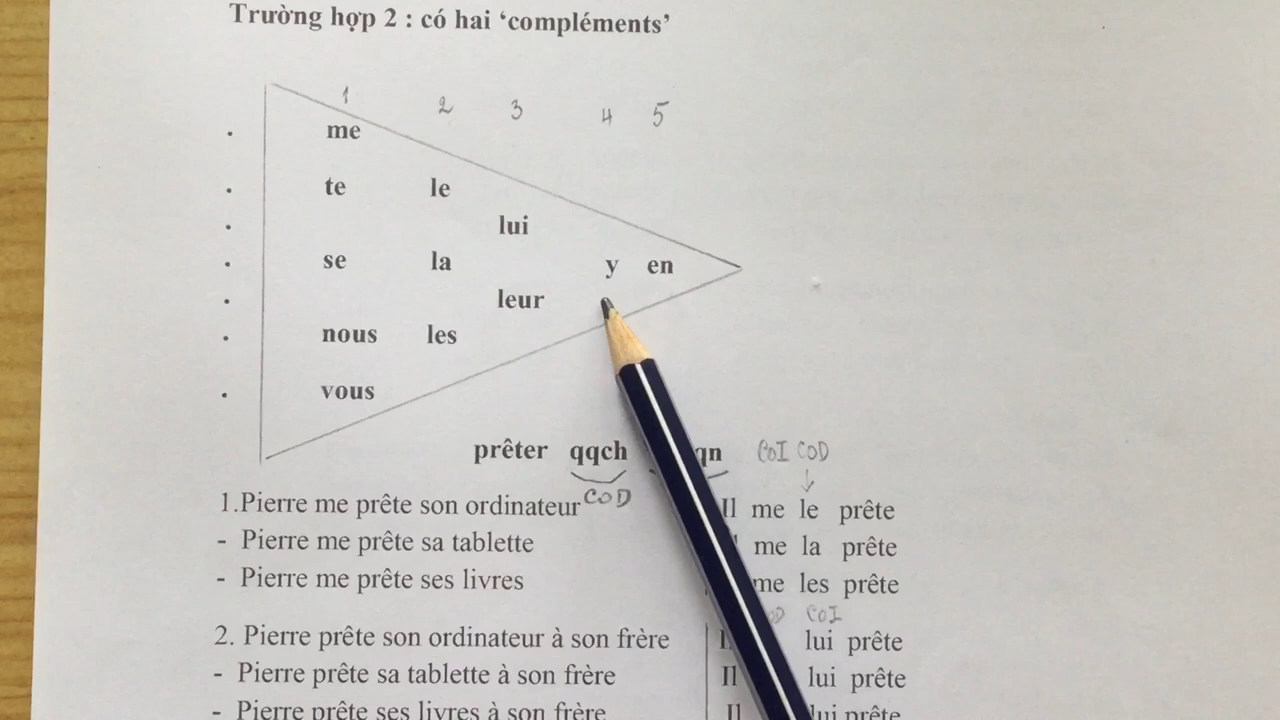 Trường hợp 2 : có hai ‘compléments’
1 2 3 4 5
me
te le
lui
se la y en
leur
nous les
vous
prêter qqch COI COD
1.Pierre me prête son ordinateur COD Il me le prête
- Pierre me prête sa tablette me la prête
- Pierre me prête ses livres me les prête
COI
2. Pierre prête son ordinateur à son frère lui prête
- Pierre prête sa tablette à son frère Il lui prête
- Pierre prête ses livres à son frère Il lui prête